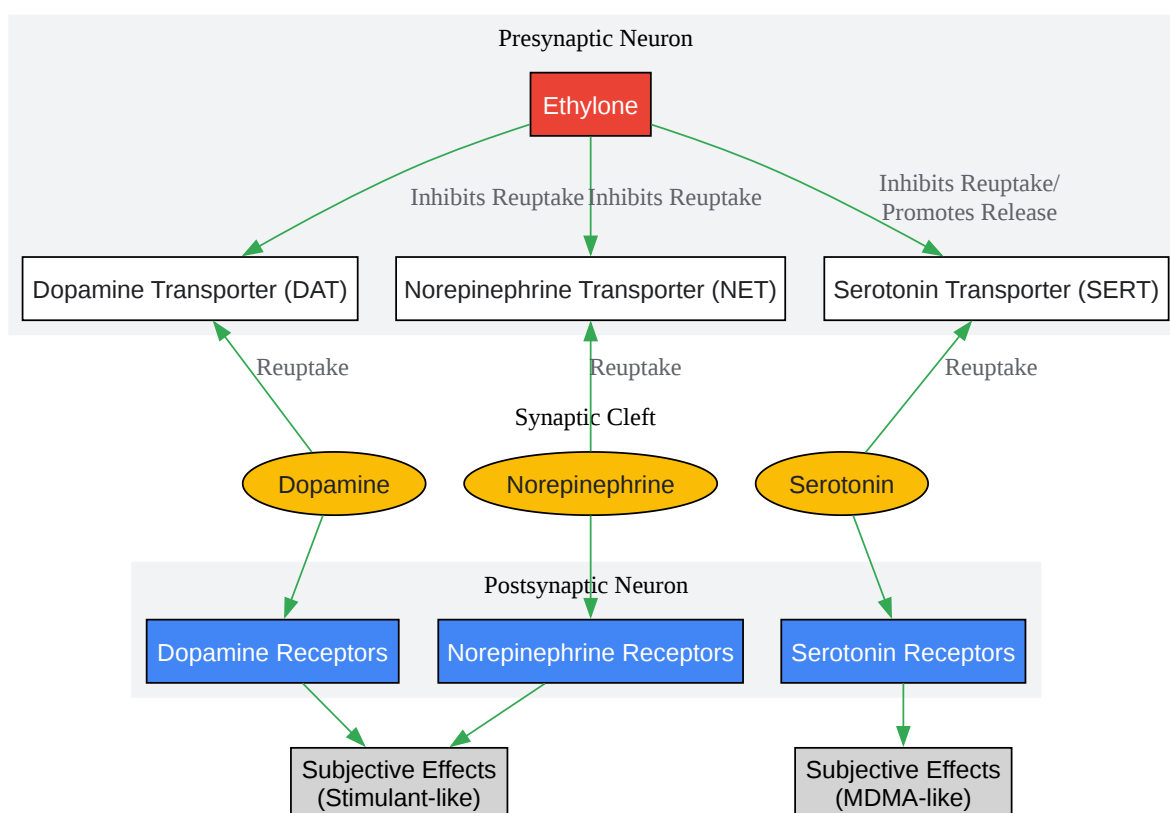 Presynaptic Neuron
Ethylone
Inhibits Reuptake
Inhibits Reuptake
Inhibits Reuptake/
Promotes Release
Dopamine Transporter (DAT)
Norepinephrine Transporter (NET)
Serotonin Transporter (SERT)
Reuptake
Reuptake
Reuptake
Synaptic Cleft
Dopamine
Norepinephrine
Serotonin
Postsynaptic Neuron
Dopamine Receptors
Norepinephrine Receptors
Serotonin Receptors
Subjective Effects
(Stimulant-like)
Subjective Effects
(MDMA-like)